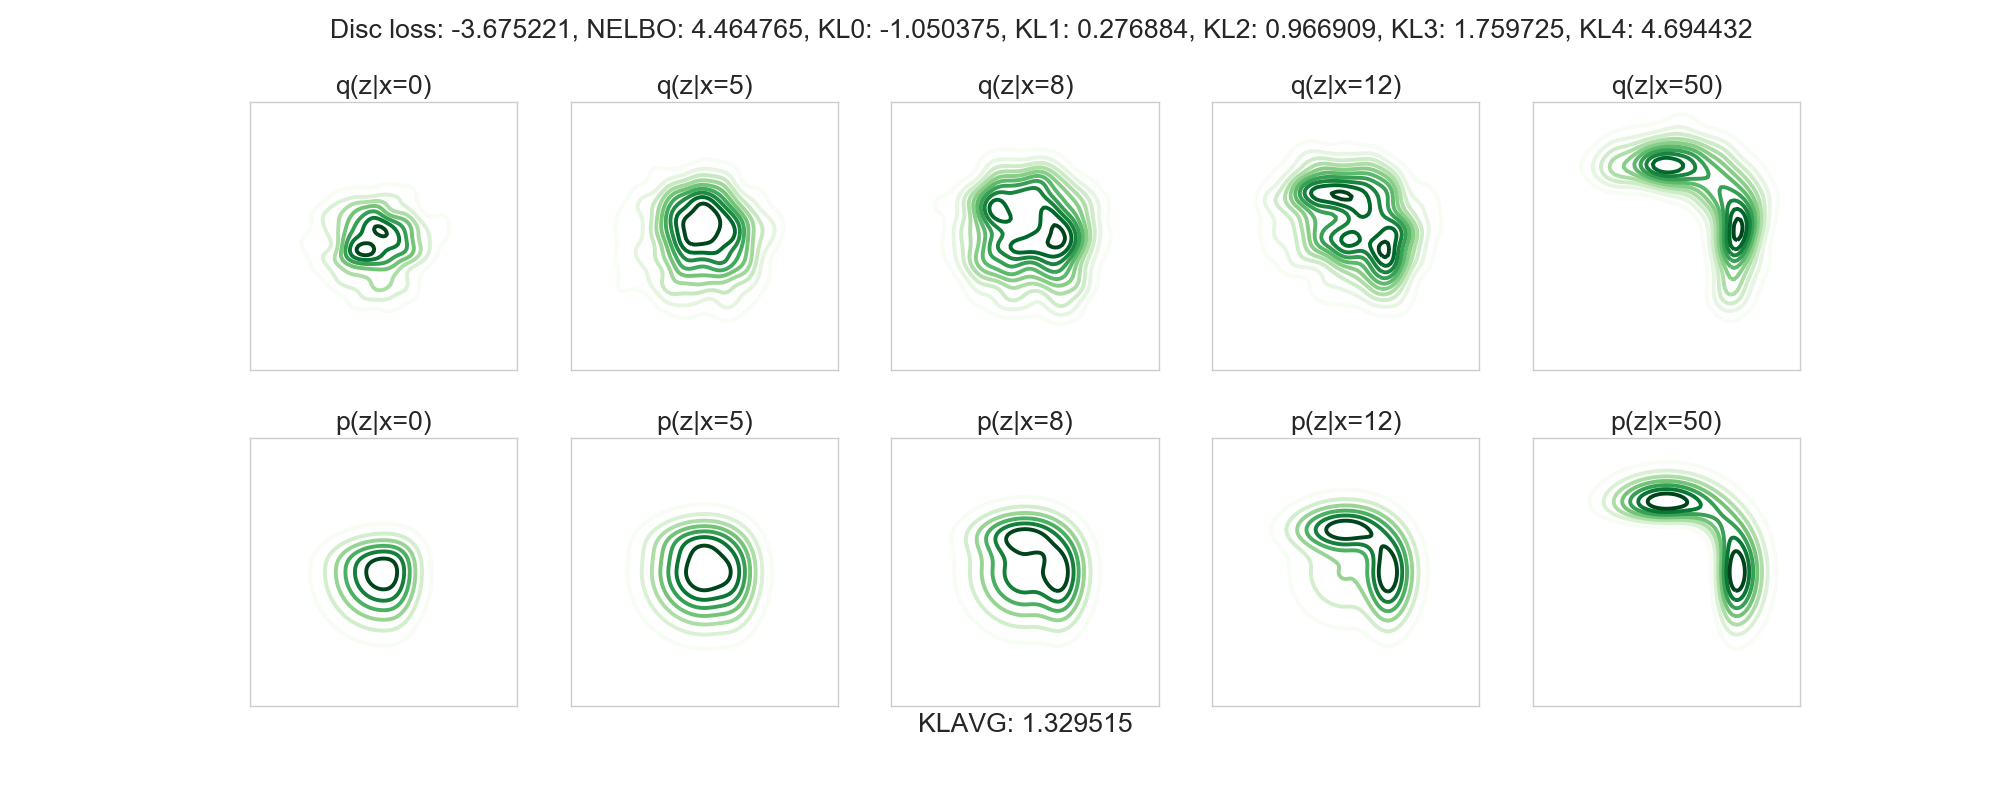 Disc loss: -3.675221, NELBO: 4.464765, KL0: -1.050375, KL1: 0.276884, KL2: 0.966909, KL3: 1.759725, KL4: 4.694432
q(z|x=0) q(z|x=5) q(z|x=8) q(z|x=12) q(z|x=50)
p(z|x=0) p(z|x=5) p(z|x=8) p(z|x=12) p(z|x=50)
KLAVG: 1.329515